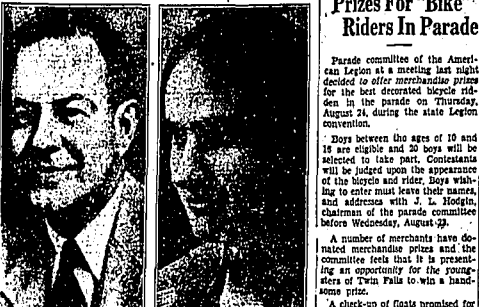 Prizes For "Bike"
Riders In Parade
Parade committee of the Ameri-
can Legion at a meeting last night
decided to offer merchandise prizes
for the best decorated bicycle rid-
den in the parade on Thursday,
August 24, during the state Legion
convention.
Boys between the ages of 10 and
16 are eligible and 20 boys will be
selected to take part. Contestants
will be judged upon the appearance
of the bicycle and rider. Boys wish-
ing to enter must leave their names,
and addresses with J. L. Hodgin,
chairman of the parade committee
before Wednesday, August 23.
A number of merchants have do-
nated merchandise prizes and the
committee feels that it is present-
ing an opportunity for the young-
sters of Twin Falls to win a hand-
some prize.
A check-up of floats promised for